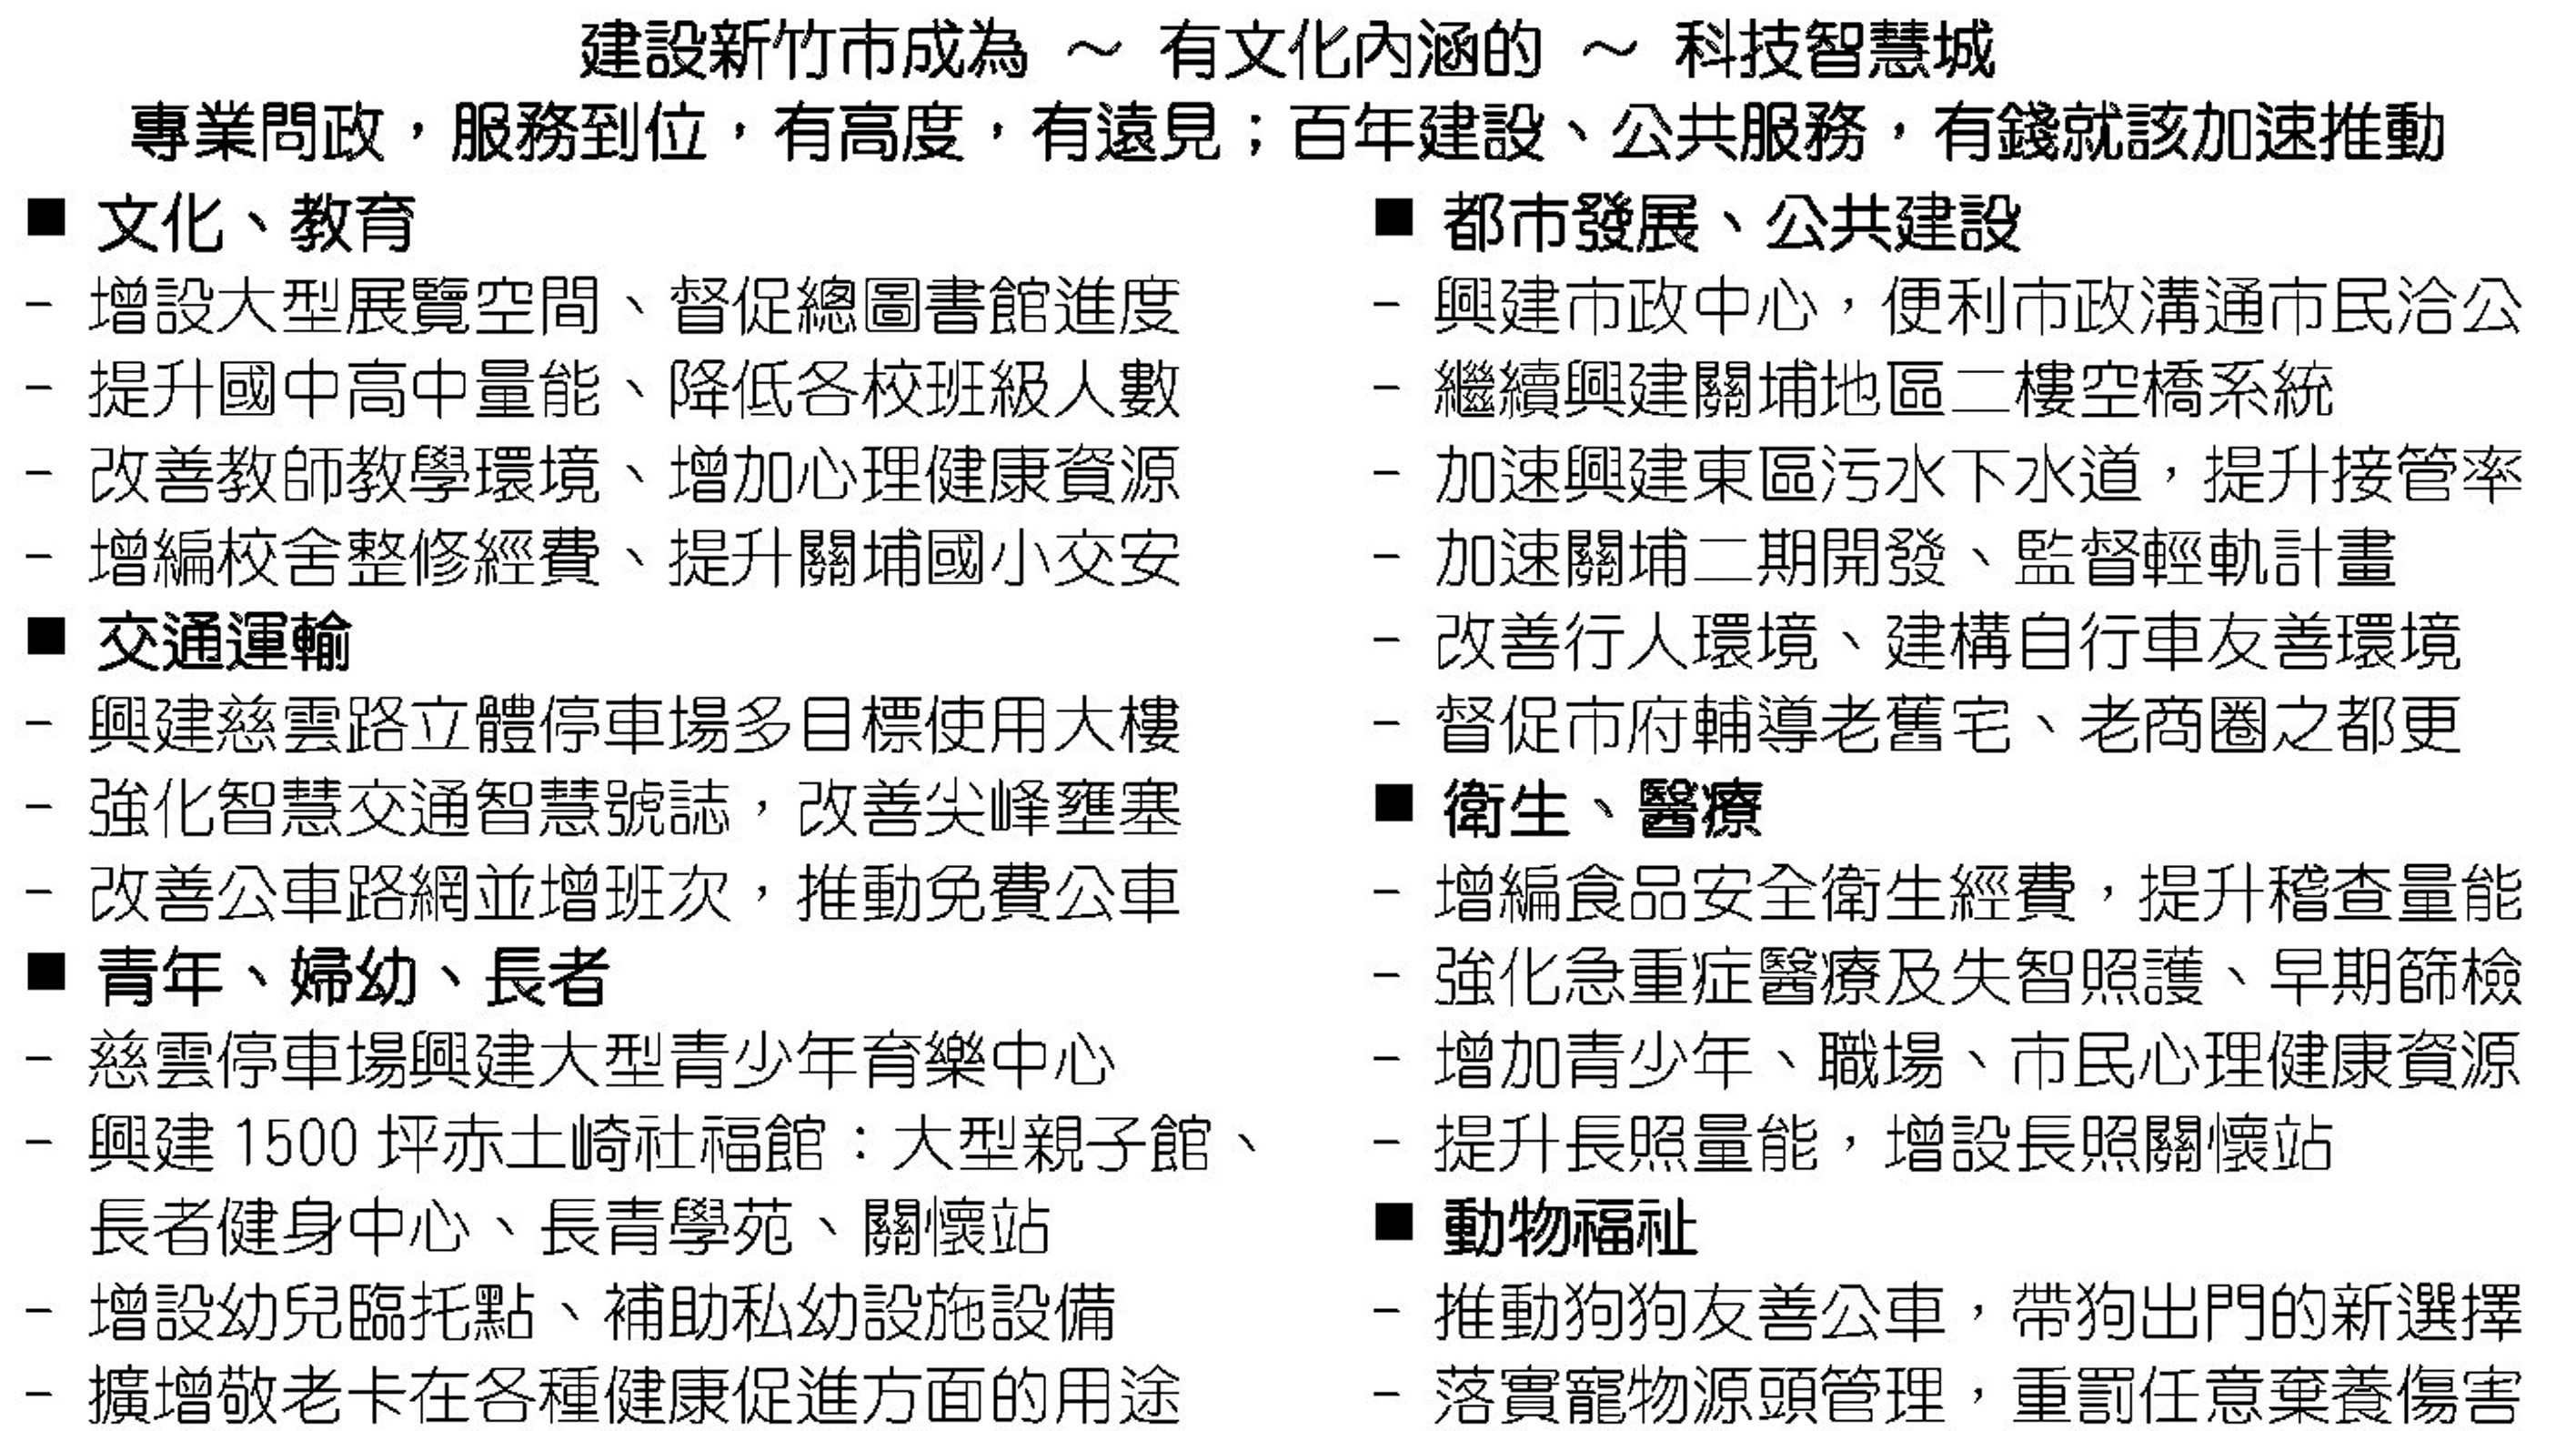 建設新竹市成為 ～ 有文化內涵的 ～ 科技智慧城
專業問政，服務到位，有高度，有遠見；百年建設、公共服務，有錢就該加速推動
■ 文化、教育
- 增設大型展覽空間、督促總圖書館進度
- 提升國中高中量能、降低各校班級人數
- 改善教師教學環境、增加心理健康資源
- 增編校舍整修經費、提升關埔國小交安
■ 交通運輸
- 興建慈雲路立體停車場多目標使用大樓
- 強化智慧交通智慧號誌，改善尖峰壅塞
- 改善公車路網並增班次，推動免費公車
■ 青年、婦幼、長者
- 慈雲停車場興建大型青少年育樂中心
- 興建 1500 坪赤土崎社福館：大型親子館、
長者健身中心、長青學苑、關懷站
- 增設幼兒臨托點、補助私幼設施設備
- 擴增敬老卡在各種健康促進方面的用途
■ 都市發展、公共建設
- 興建市政中心，便利市政溝通市民洽公
- 繼續興建關埔地區二樓空橋系統
- 加速興建東區污水下水道，提升接管率
- 加速關埔二期開發、監督輕軌計畫
- 改善行人環境、建構自行車友善環境
- 督促市府輔導老舊宅、老商圈之都更
■ 衛生、醫療
- 增編食品安全衛生經費，提升稽查量能
- 強化急重症醫療及失智照護、早期篩檢
- 增加青少年、職場、市民心理健康資源
- 提升長照量能，增設長照關懷站
■ 動物福祉
- 推動狗狗友善公車，帶狗出門的新選擇
- 落實寵物源頭管理，重罰任意棄養傷害